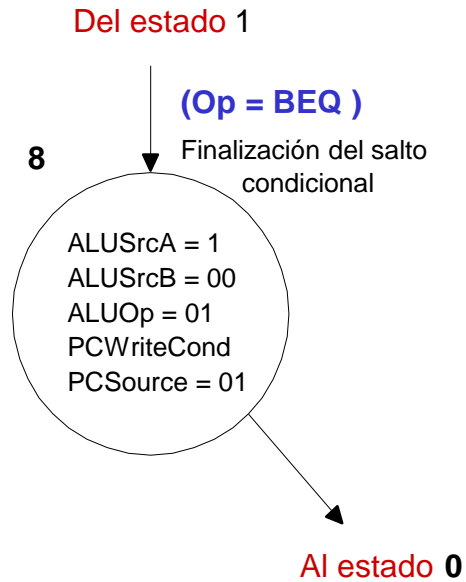 Del estado 1
(Op = BEQ )
8
Finalización del salto
condicional
ALUSrcA = 1
ALUSrcB = 00
ALUOp = 01
PCWriteCond
PCSource = 01
Al estado 0